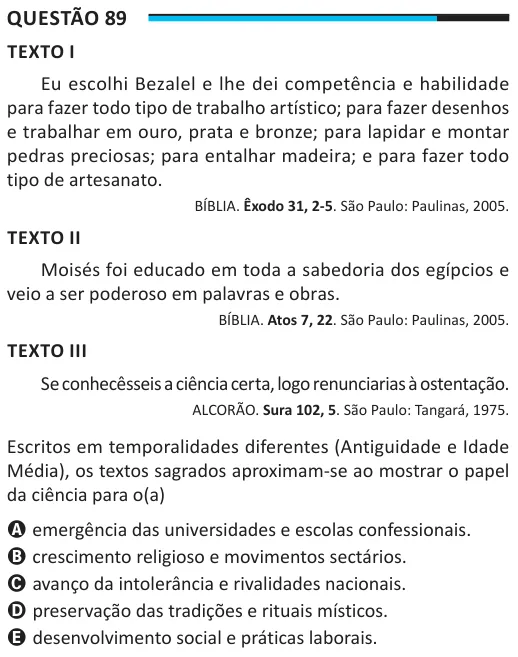 QUESTÃO 89
TEXTO I
Eu escolhi Bezalel e lhe dei competência e habilidade
para fazer todo tipo de trabalho artístico; para fazer desenhos
e trabalhar em ouro, prata e bronze; para lapidar e montar
pedras preciosas; para entalhar madeira; e para fazer todo
tipo de artesanato.
BÍBLIA. Êxodo 31, 2-5. São Paulo: Paulinas, 2005.
TEXTO II
Moisés foi educado em toda a sabedoria dos egípcios e
veio a ser poderoso em palavras e obras.
BÍBLIA. Atos 7, 22. São Paulo: Paulinas, 2005.
TEXTO III
Se conhecêsseis a ciência certa, logo renunciarias à ostentação.
ALCORÃO. Sura 102, 5. São Paulo: Tangará, 1975.
Escritos em temporalidades diferentes (Antiguidade e Idade
Média), os textos sagrados aproximam-se ao mostrar o papel
da ciência para o(a)
A emergência das universidades e escolas confessionais.
B crescimento religioso e movimentos sectários.
C avanço da intolerância e rivalidades nacionais.
D preservação das tradições e rituais místicos.
E desenvolvimento social e práticas laborais.